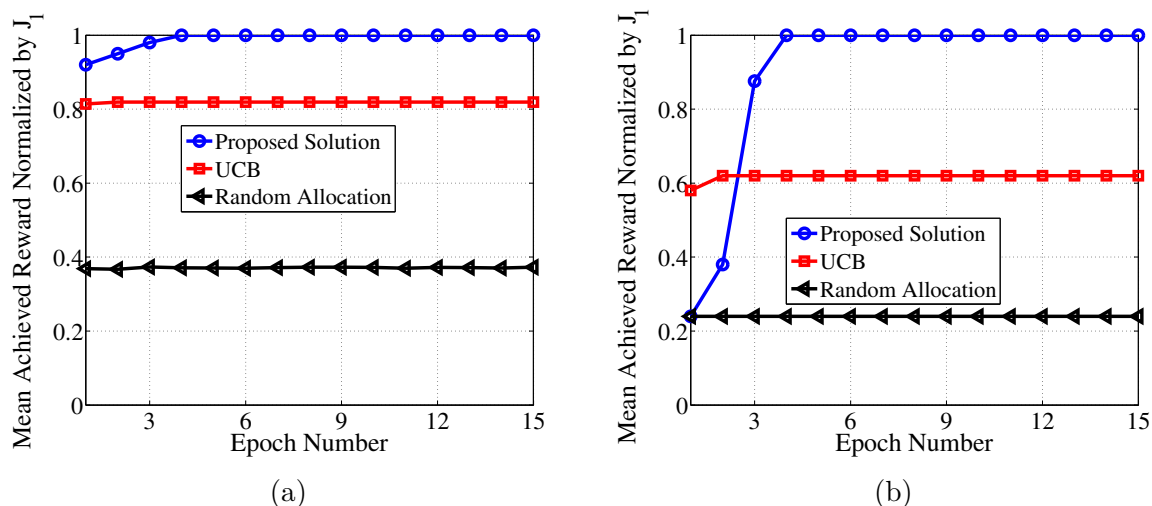 Mean Achieved Reward Normalized by J_1
1
0.8
0.6
0.4
0.2
0
Proposed Solution
UCB
Random Allocation
3
6
9
12
15
Epoch Number
(a)
Mean Achieved Reward Normalized by J_1
1
0.8
0.6
0.4
0.2
0
Proposed Solution
UCB
Random Allocation
3
6
9
12
15
Epoch Number
(b)